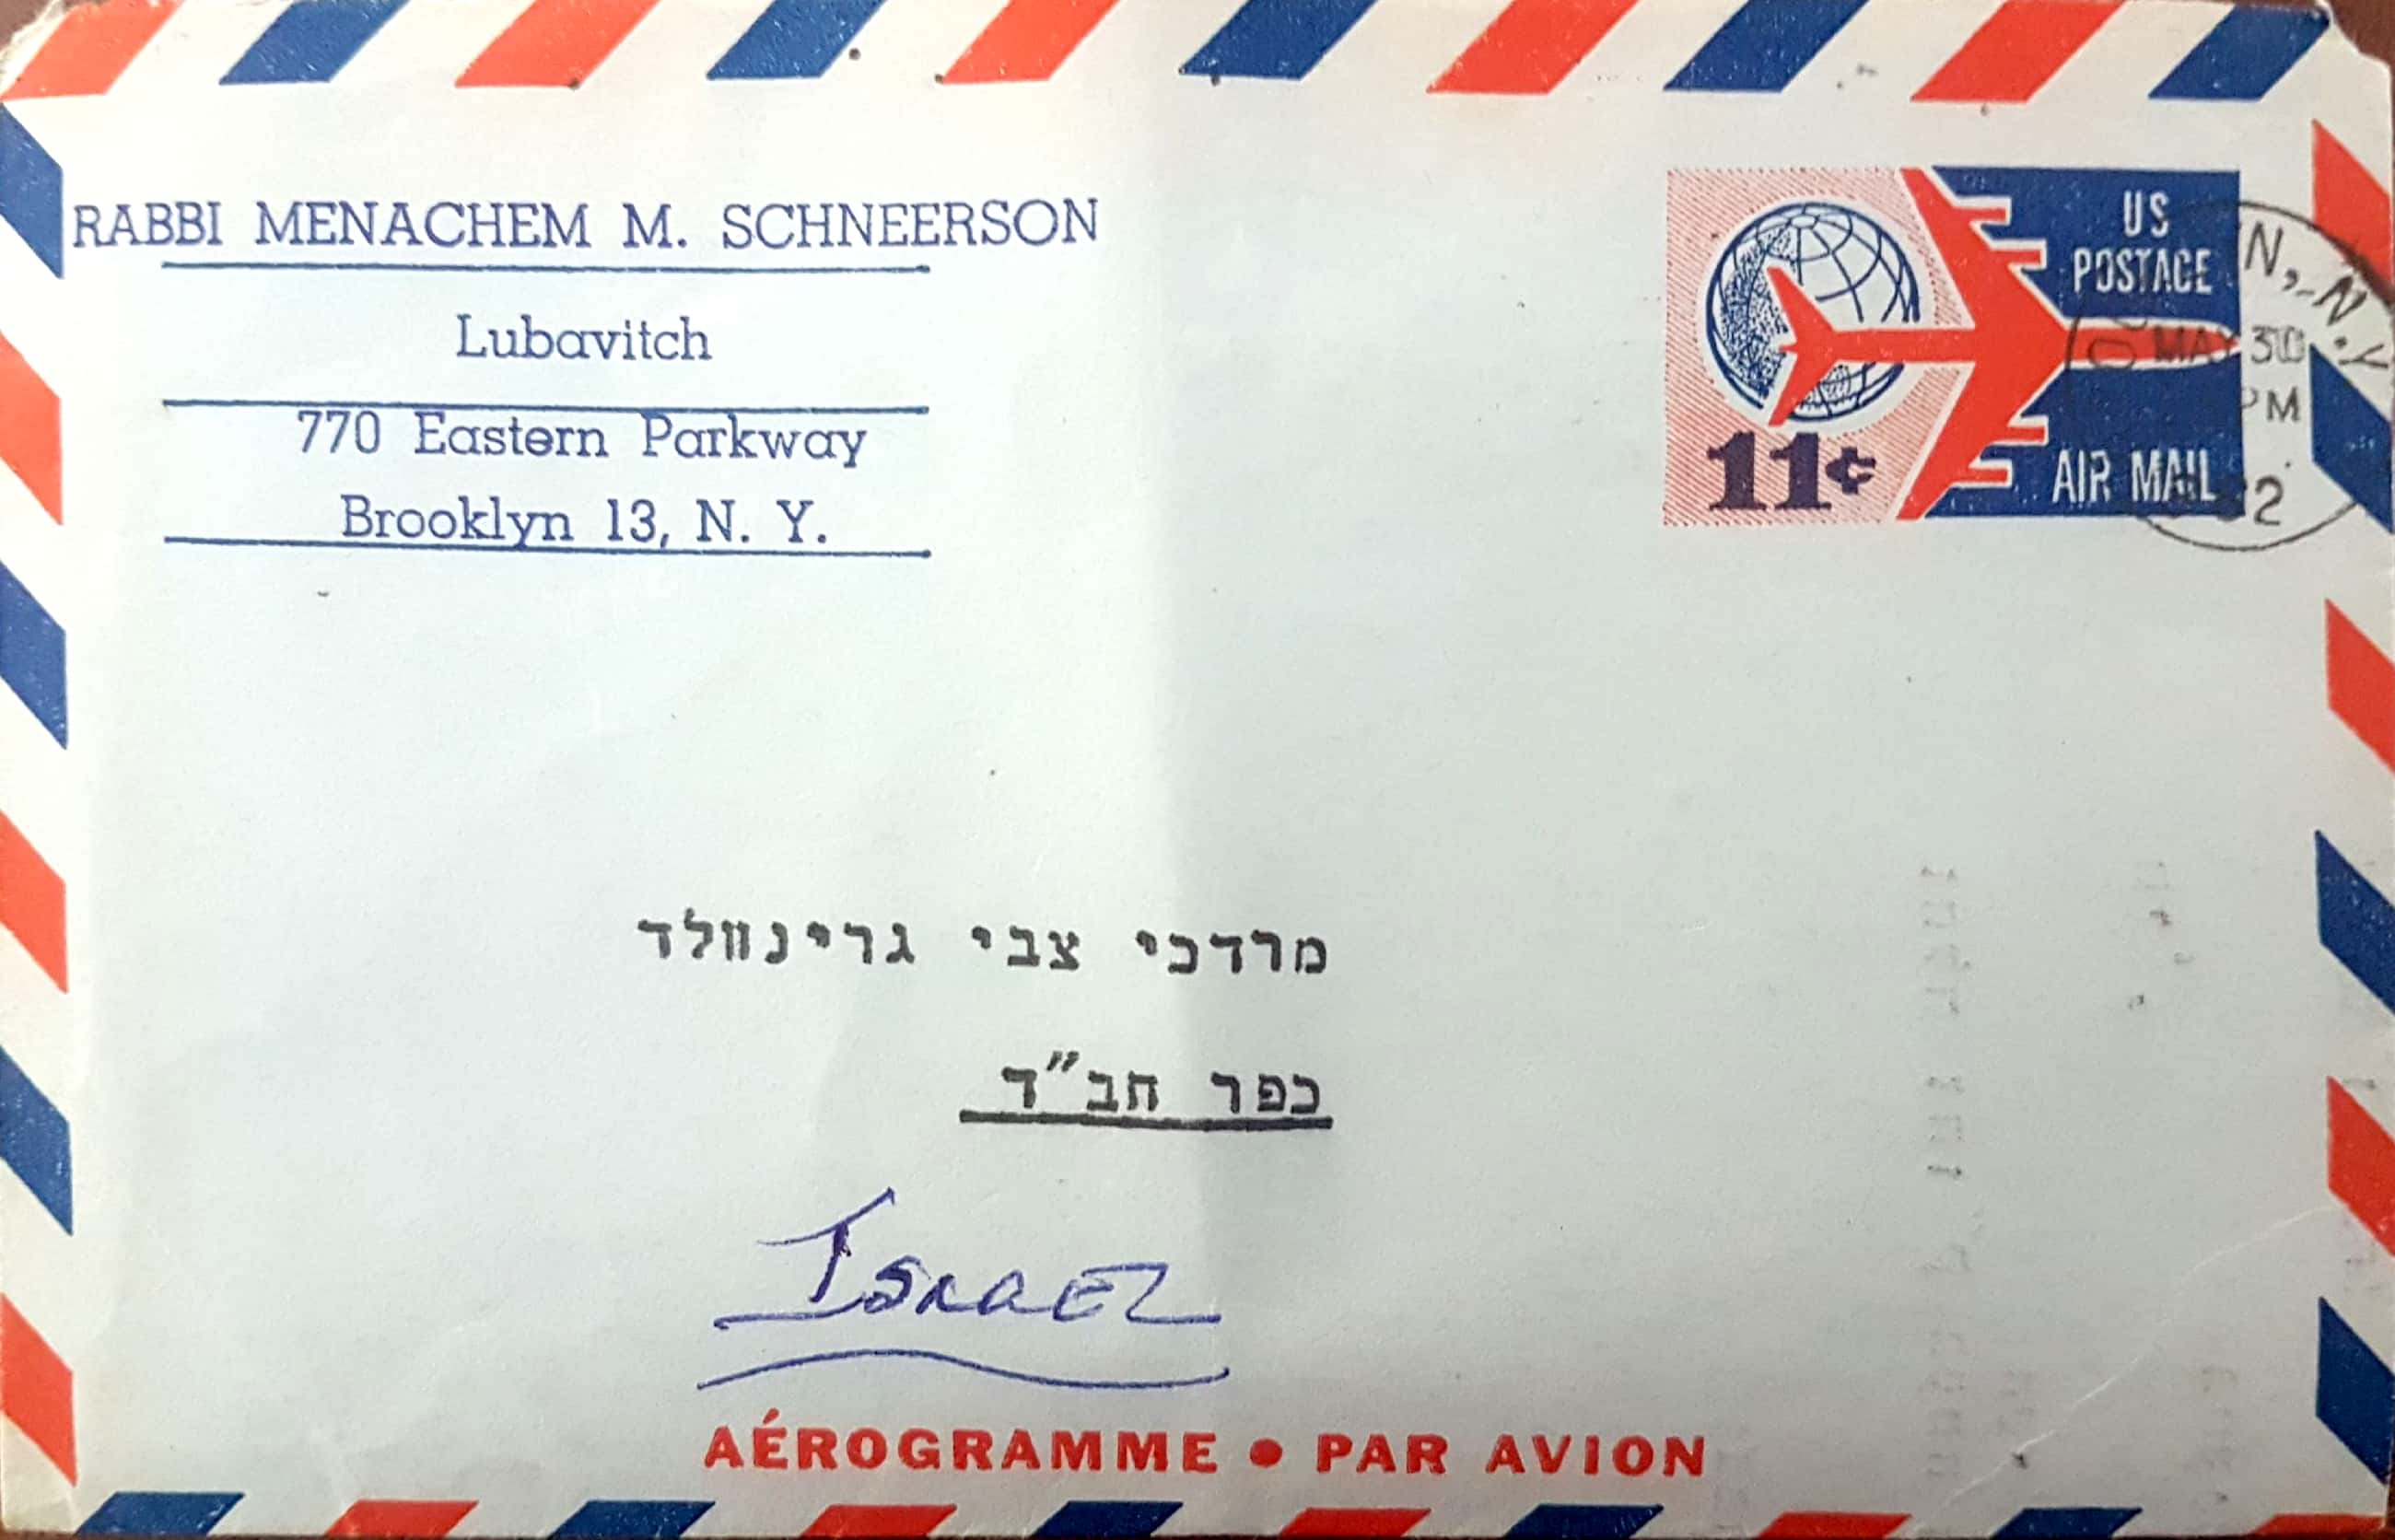 RABBI MENACHEM M. SCHNEERSON
Lubavitch
770 Eastern Parkway
Brooklyn 13, N. Y.
US
POSTAGE
11¢
AIR MAIL
N, N.Y.
MAY 30
PM
מרדכי צבי גרינוולד
כפר חב"ד
ISRAEL
AÉROGRAMME • PAR AVION